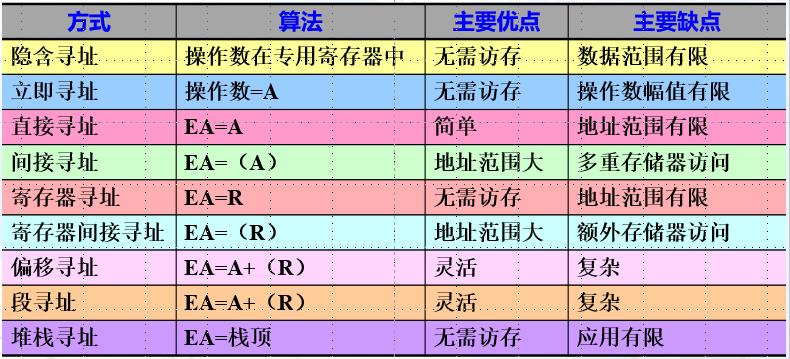 方式 算法 主要优点 主要缺点
隐含寻址 操作数在专用寄存器中 无需访存 数据范围有限
立即寻址 操作数=A 无需访存 操作数幅值有限
直接寻址 EA=A 简单 地址范围有限
间接寻址 EA=（A） 地址范围大 多重存储器访问
寄存器寻址 EA=R 无需访存 地址范围有限
寄存器间接寻址 EA=（R） 地址范围大 额外存储器访问
偏移寻址 EA=A+（R） 灵活 复杂
段寻址 EA=A+（R） 灵活 复杂
堆栈寻址 EA=栈顶 无需访存 应用有限